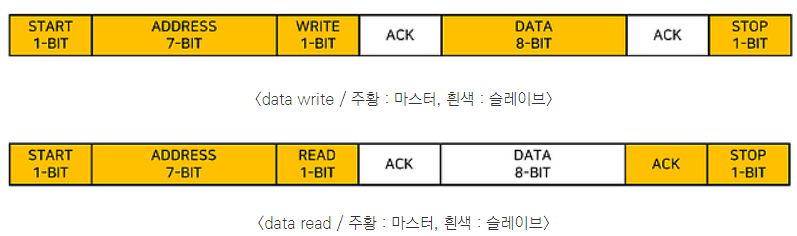 START ADDRESS WRITE ACK DATA ACK STOP
1-BIT 7-BIT 1-BIT 8-BIT 1-BIT
<data write / 주황 : 마스터, 흰색 : 슬레이브>
START ADDRESS READ ACK DATA ACK STOP
1-BIT 7-BIT 1-BIT 8-BIT 1-BIT
<data read / 주황 : 마스터, 흰색 : 슬레이브>